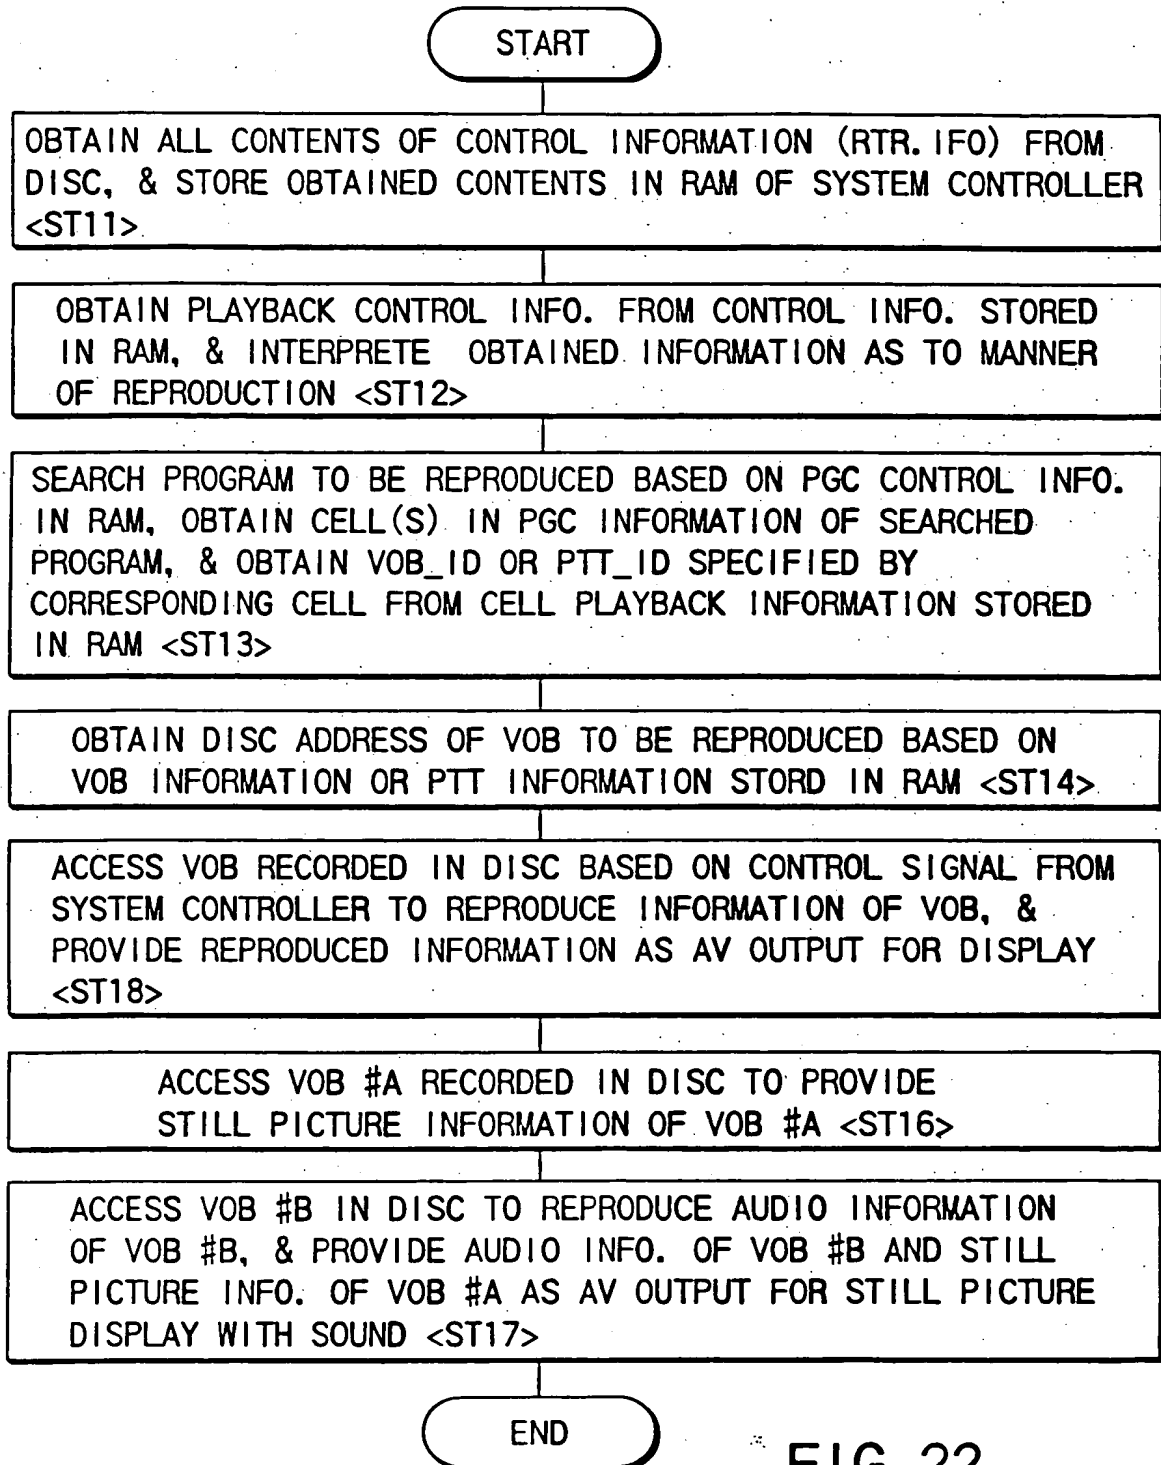 START
OBTAIN ALL CONTENTS OF CONTROL INFORMATION (RTR.IFO) FROM
DISC, & STORE OBTAINED CONTENTS IN RAM OF SYSTEM CONTROLLER
<ST11>
OBTAIN PLAYBACK CONTROL INFO. FROM CONTROL INFO. STORED
IN RAM, & INTERPRETE OBTAINED INFORMATION AS TO MANNER
OF REPRODUCTION <ST12>
SEARCH PROGRAM TO BE REPRODUCED BASED ON PGC CONTROL INFO.
IN RAM, OBTAIN CELL(S) IN PGC INFORMATION OF SEARCHED
PROGRAM, & OBTAIN VOB_ID OR PTT_ID SPECIFIED BY
CORRESPONDING CELL FROM CELL PLAYBACK INFORMATION STORED
IN RAM <ST13>
OBTAIN DISC ADDRESS OF VOB TO BE REPRODUCED BASED ON
VOB INFORMATION OR PTT INFORMATION STORD IN RAM <ST14>
ACCESS VOB RECORDED IN DISC BASED ON CONTROL SIGNAL FROM
SYSTEM CONTROLLER TO REPRODUCE INFORMATION OF VOB, &
PROVIDE REPRODUCED INFORMATION AS AV OUTPUT FOR DISPLAY
<ST18>
ACCESS VOB #A RECORDED IN DISC TO PROVIDE
STILL PICTURE INFORMATION OF VOB #A <ST16>
ACCESS VOB #B IN DISC TO REPRODUCE AUDIO INFORMATION
OF VOB #B, & PROVIDE AUDIO INFO. OF VOB #B AND STILL
PICTURE INFO. OF VOB #A AS AV OUTPUT FOR STILL PICTURE
DISPLAY WITH SOUND <ST17>
END
FIG. 22